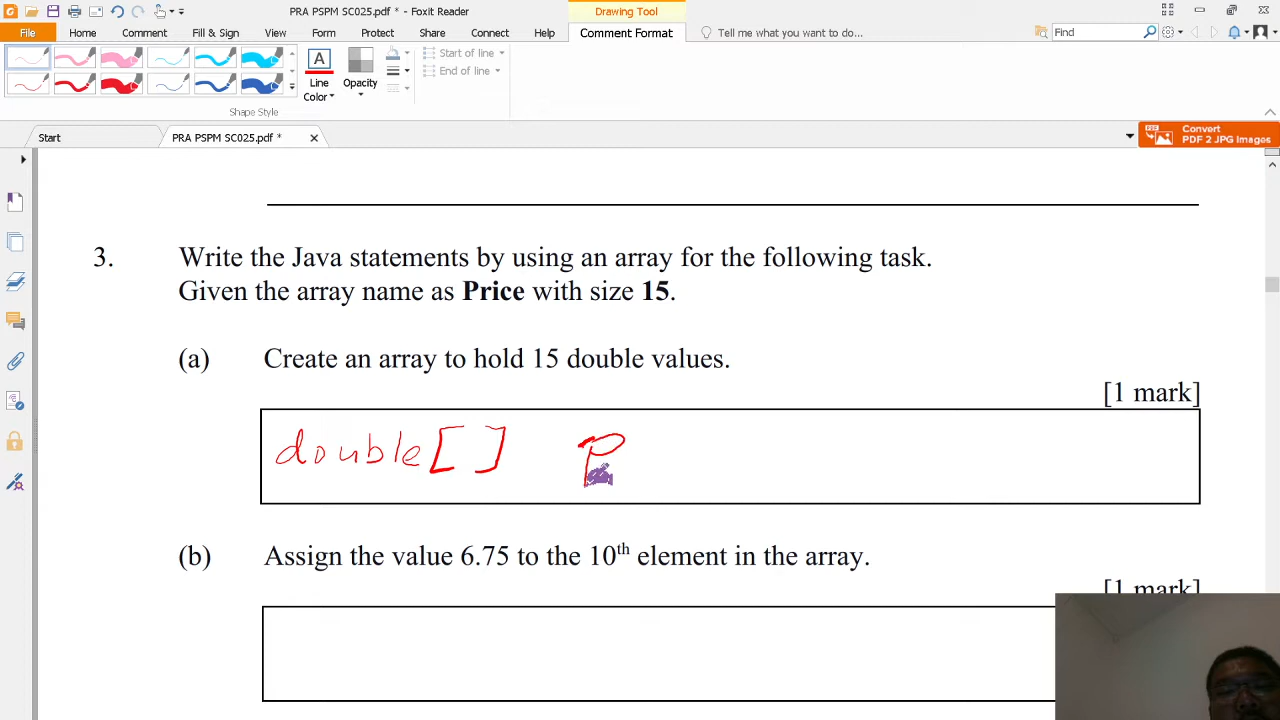 PRA PSPM SC025.pdf * - Foxit Reader
Drawing Tool
File
Home
Comment
Fill & Sign
View
Form
Protect
Share
Connect
Help
Comment Format
Tell me what you want to do...
Find
Line Color
Opacity
Start of line
End of line
Shape Style
Start
PRA PSPM SC025.pdf *
Convert
PDF 2 JPG Images
3. Write the Java statements by using an array for the following task.
Given the array name as Price with size 15.
(a) Create an array to hold 15 double values.
[1 mark]
double[ ] P
(b) Assign the value 6.75 to the 10th element in the array.
[1 mark]